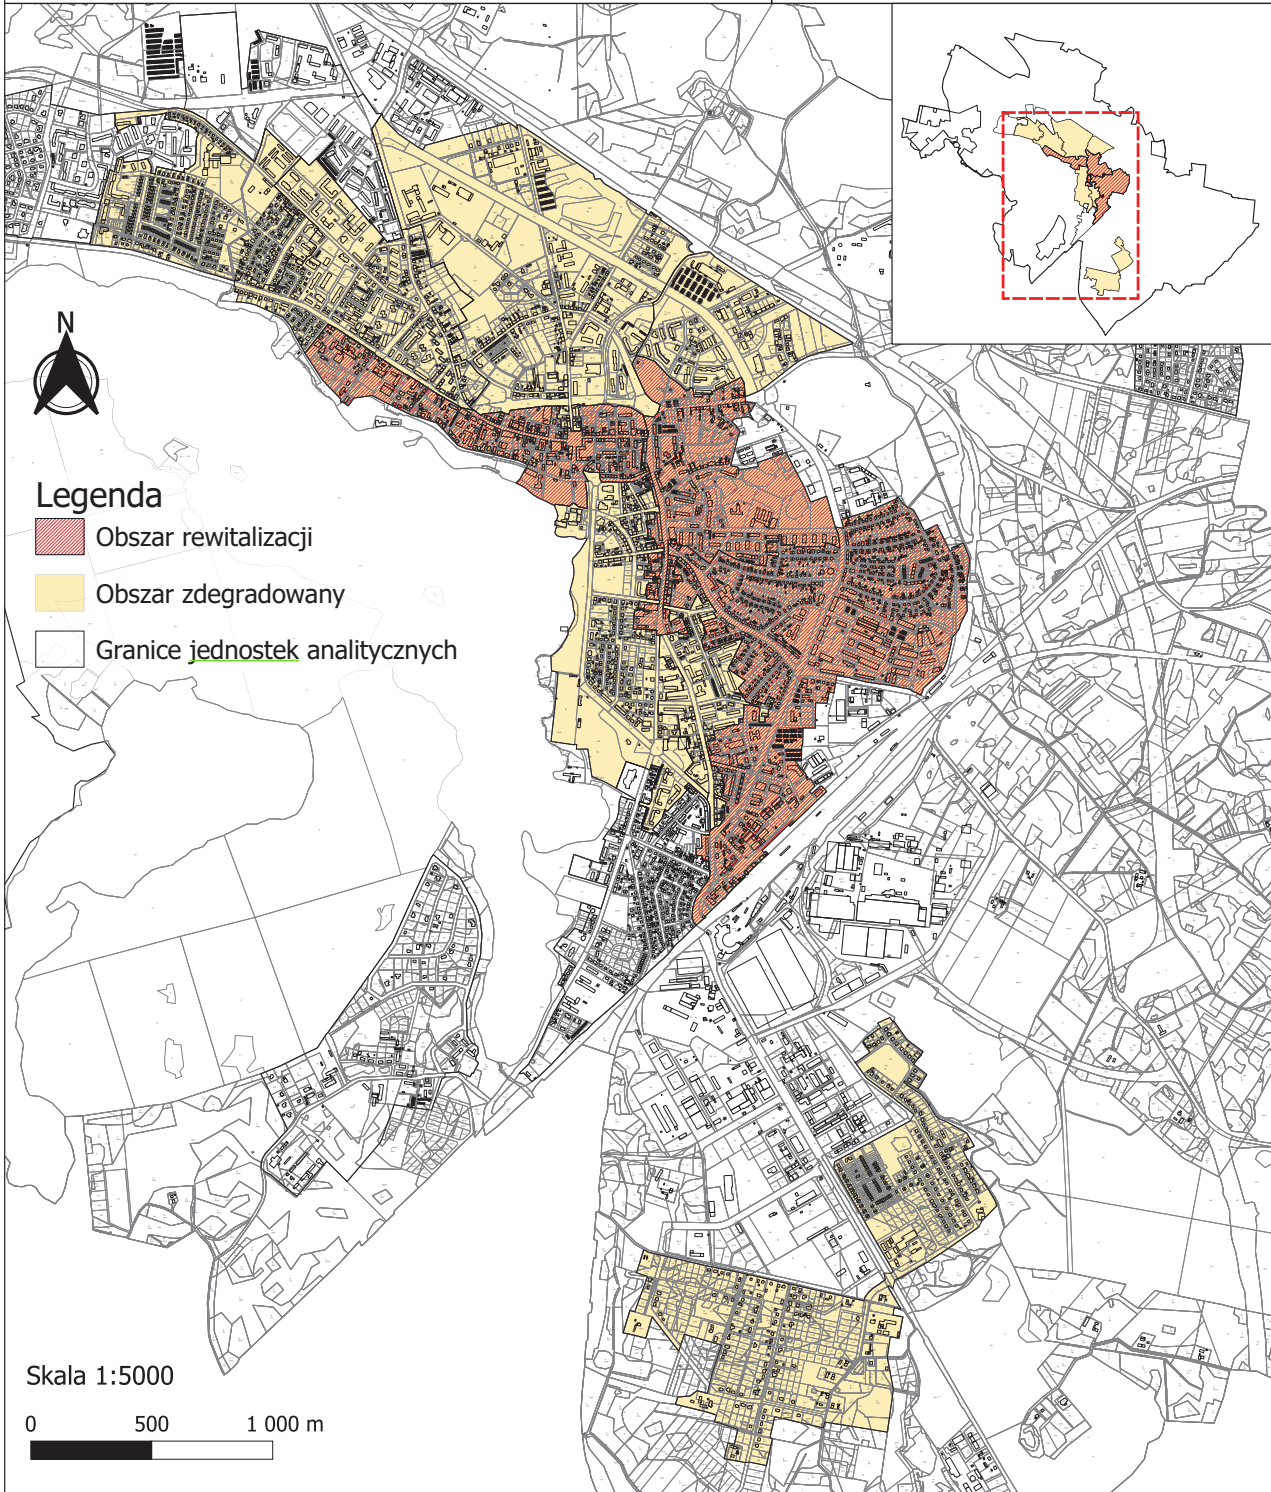 N
Legenda
Obszar rewitalizacji
Obszar zdegradowany
Granice jednostek analitycznych
Skala 1:5000
0 500 1 000 m